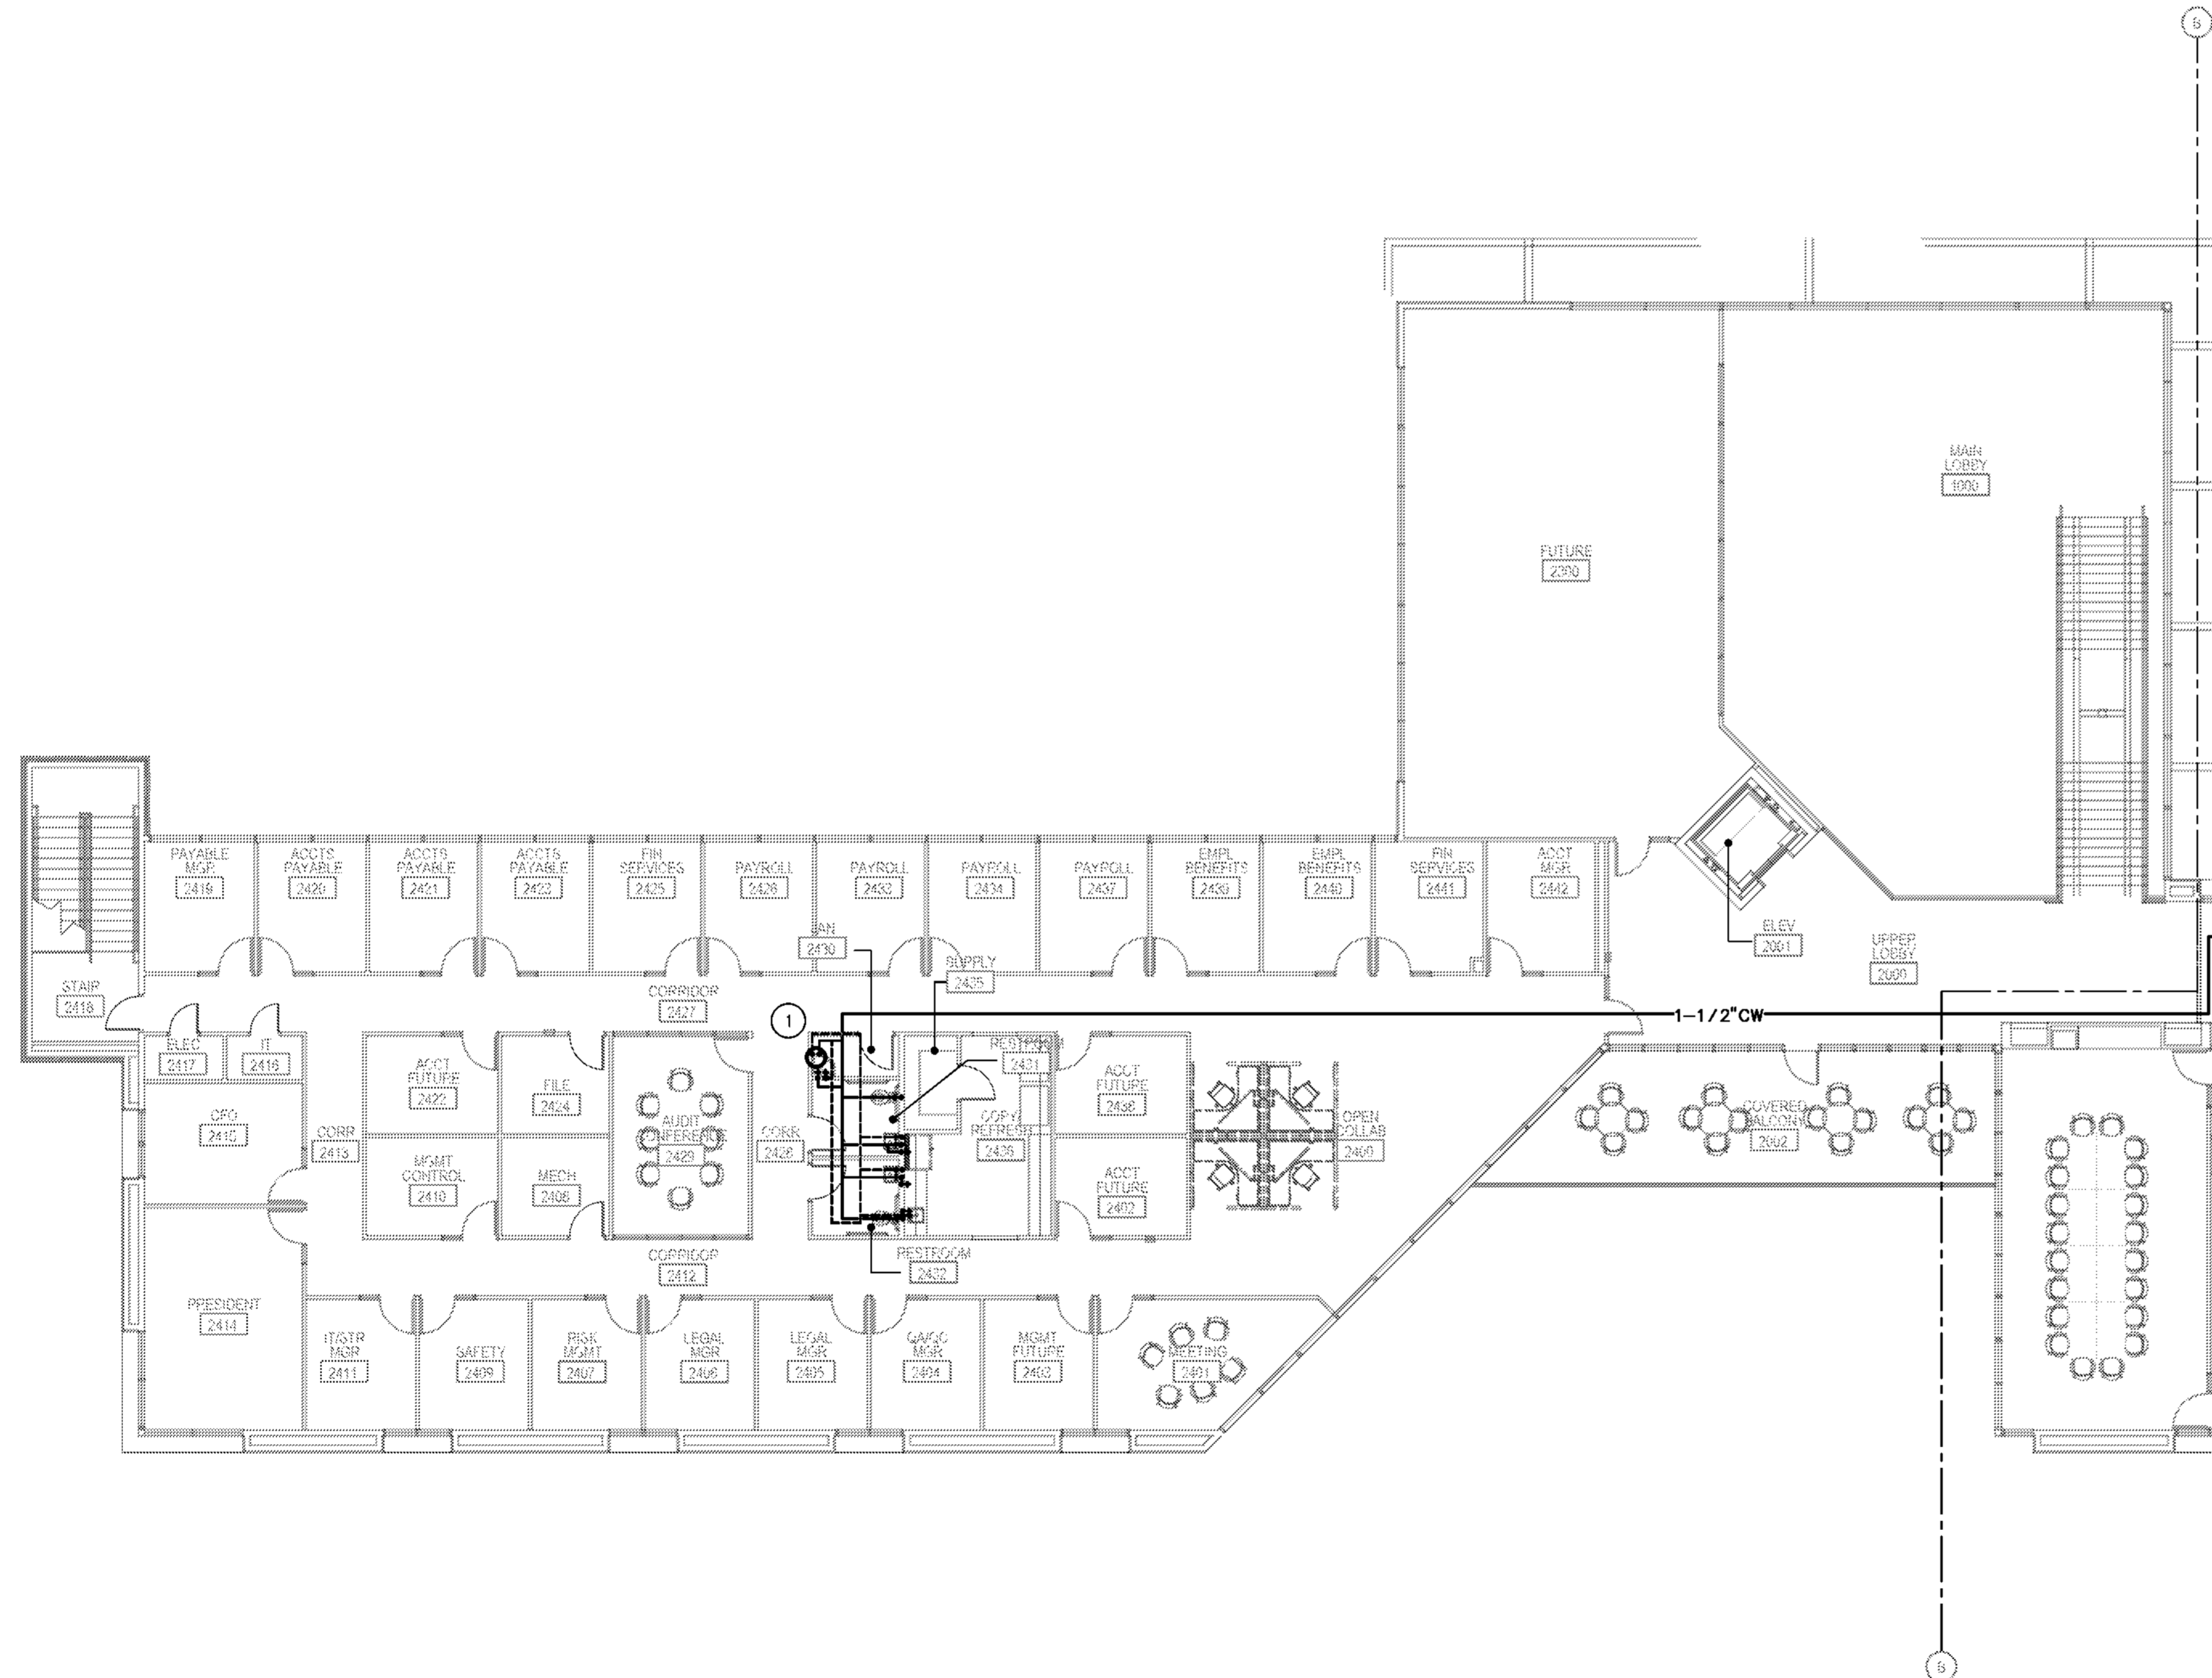 MAIN
LOBBY
1000
FUTURE
2300
PAYABLE
MGR
2419
ACCTS
PAYABLE
2420
ACCTS
PAYABLE
2421
ACCTS
PAYABLE
2423
FIN
SERVICES
2425
PAYROLL
2426
PAYROLL
2433
PAYROLL
2434
PAYROLL
2437
EMPL
BENEFITS
2439
EMPL
BENEFITS
2440
FIN
SERVICES
2441
ACCT
MGR
2442
ELEV
2001
UPPER
LOBBY
2000
STAIR
2418
CORRIDOR
2427
2430
SUPPLY
2435
1
1-1/2"CW
ELEC
2417
IT
2416
ACCT
FUTURE
2422
FILE
2424
AUDIT
CONFERENCE
2429
RESTROOM
2431
ACCT
FUTURE
2438
OPEN
COLLAB
2400
COVERED
BALCONY
2002
CFO
2415
CORR
2413
MGMT
CONTROL
2410
MECH
2408
CORR
2428
COPY/
REFRESH
2436
ACCT
FUTURE
2402
CORRIDOR
2412
RESTROOM
2432
PRESIDENT
2414
IT/STR
MGR
2411
SAFETY
2409
RISK
MGMT
2407
LEGAL
MGR
2406
LEGAL
MGR
2405
QA/QC
MGR
2404
MGMT
FUTURE
2403
MEETING
2401